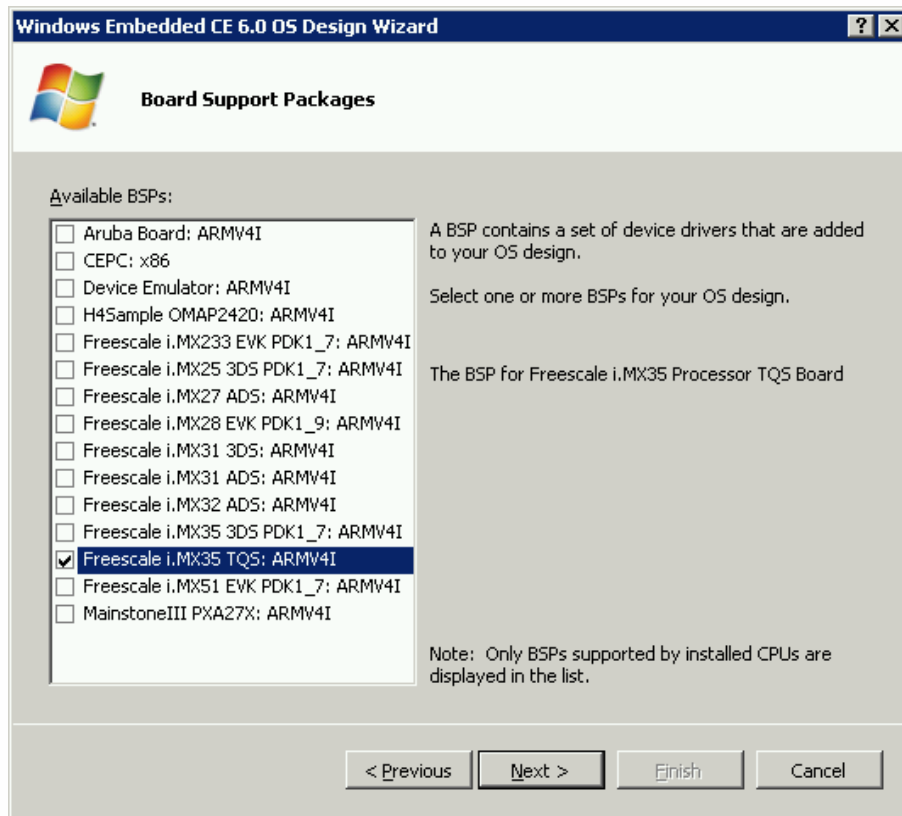 Windows Embedded CE 6.0 OS Design Wizard
Board Support Packages
Available BSPs:
Aruba Board: ARMV4I
CEPC: x86
Device Emulator: ARMV4I
H4Sample OMAP2420: ARMV4I
Freescale i.MX233 EVK PDK1_7: ARMV4I
Freescale i.MX25 3DS PDK1_7: ARMV4I
Freescale i.MX27 ADS: ARMV4I
Freescale i.MX28 EVK PDK1_9: ARMV4I
Freescale i.MX31 3DS: ARMV4I
Freescale i.MX31 ADS: ARMV4I
Freescale i.MX32 ADS: ARMV4I
Freescale i.MX35 3DS PDK1_7: ARMV4I
Freescale i.MX35 TQS: ARMV4I
Freescale i.MX51 EVK PDK1_7: ARMV4I
MainstoneIII PXA27X: ARMV4I
A BSP contains a set of device drivers that are added
to your OS design.
Select one or more BSPs for your OS design.
The BSP for Freescale i.MX35 Processor TQS Board
Note: Only BSPs supported by installed CPUs are
displayed in the list.
< Previous
Next >
Finish
Cancel